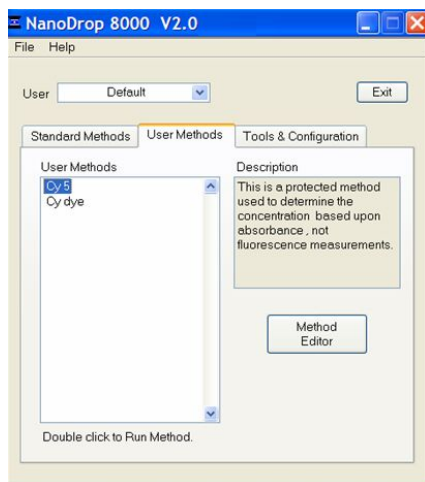 NanoDrop 8000 V2.0
File Help
User Default Exit
Standard Methods User Methods Tools & Configuration
User Methods
Cy 5
Cy dye
Description
This is a protected method
used to determine the
concentration based upon
absorbance , not
fluorescence measurements.
Method
Editor
Double click to Run Method.